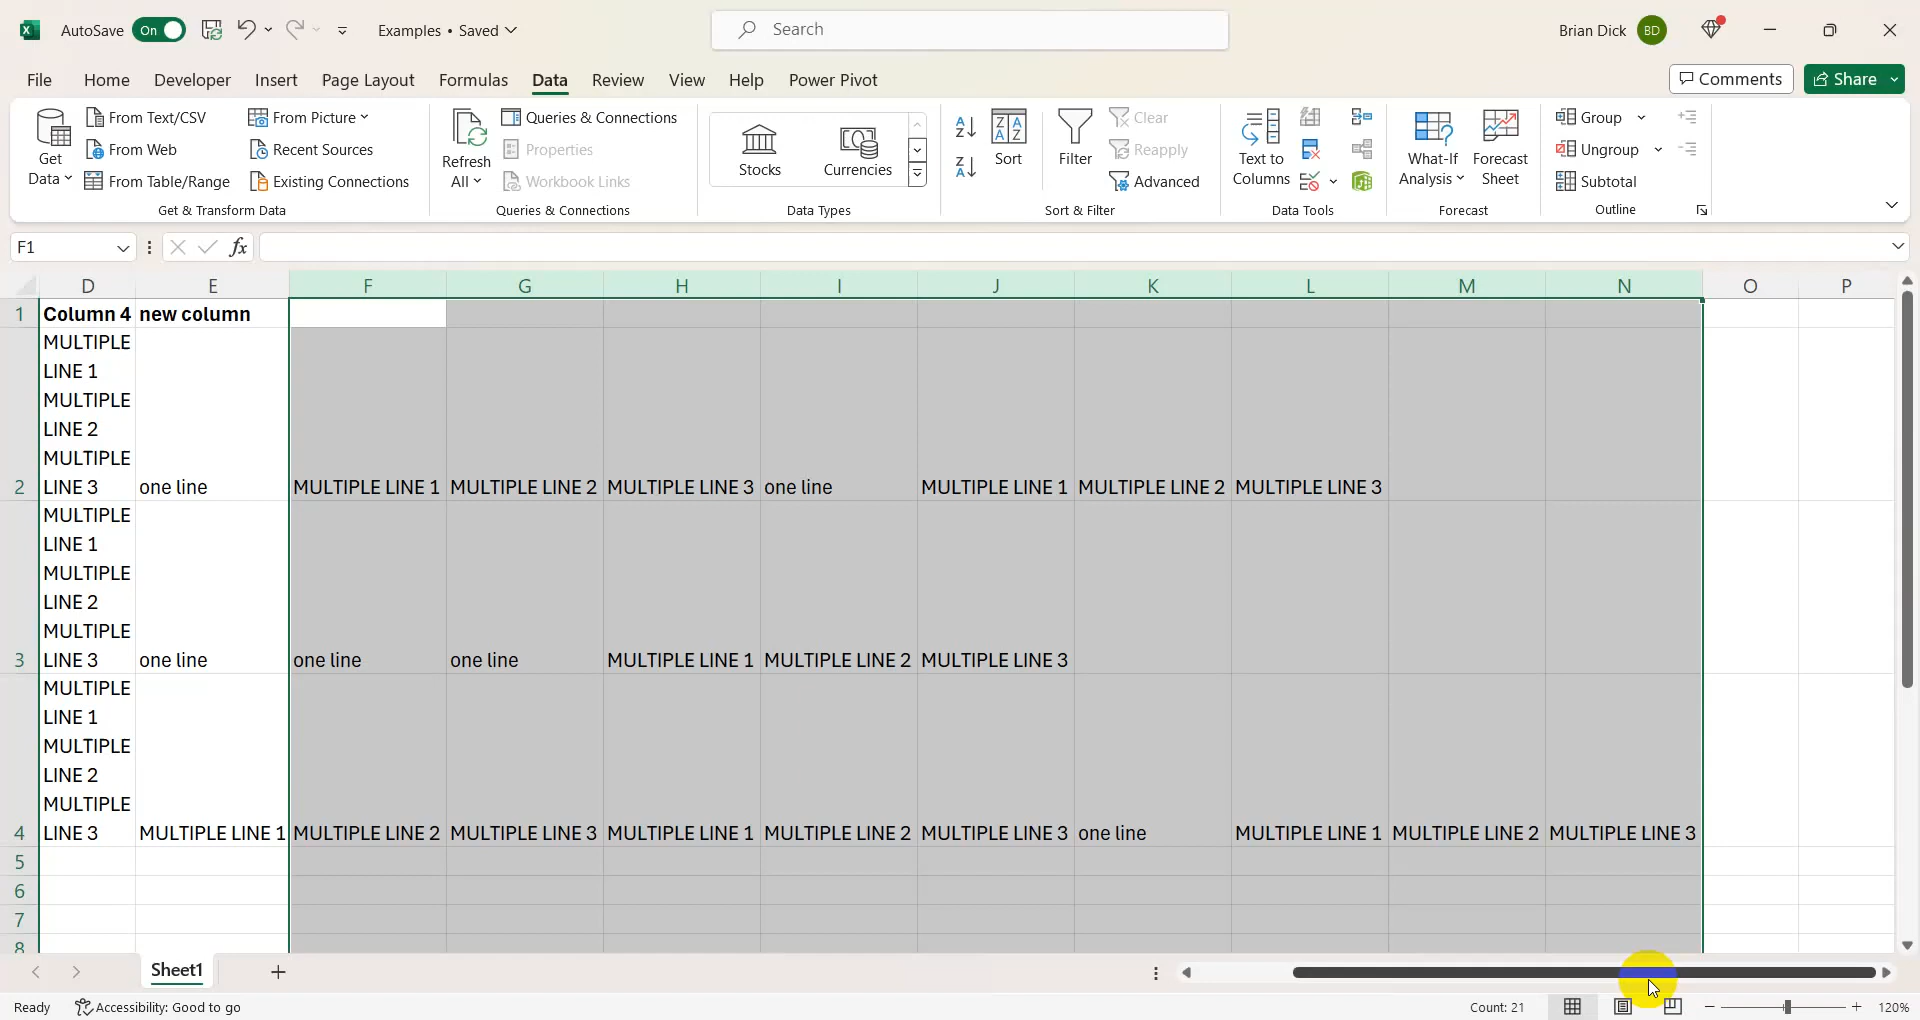 AutoSave On Examples • Saved Search Brian Dick BD
File Home Developer Insert Page Layout Formulas Data Review View Help Power Pivot Comments Share
Get Data
From Text/CSV
From Web
From Table/Range
From Picture
Recent Sources
Existing Connections
Get & Transform Data
Refresh All
Queries & Connections
Properties
Workbook Links
Queries & Connections
Stocks Currencies
Data Types
Sort
Filter
Clear
Reapply
Advanced
Sort & Filter
Text to Columns
Data Tools
What-If Analysis
Forecast Sheet
Forecast
Group
Ungroup
Subtotal
Outline
F1 fx
D E F G H I J K L M N O P
1 Column 4 new column
MULTIPLE
LINE 1
MULTIPLE
LINE 2
MULTIPLE
2 LINE 3 one line MULTIPLE LINE 1 MULTIPLE LINE 2 MULTIPLE LINE 3 one line MULTIPLE LINE 1 MULTIPLE LINE 2 MULTIPLE LINE 3
MULTIPLE
LINE 1
MULTIPLE
LINE 2
MULTIPLE
3 LINE 3 one line one line one line MULTIPLE LINE 1 MULTIPLE LINE 2 MULTIPLE LINE 3
MULTIPLE
LINE 1
MULTIPLE
LINE 2
MULTIPLE
4 LINE 3 MULTIPLE LINE 1 MULTIPLE LINE 2 MULTIPLE LINE 3 MULTIPLE LINE 1 MULTIPLE LINE 2 MULTIPLE LINE 3 one line MULTIPLE LINE 1 MULTIPLE LINE 2 MULTIPLE LINE 3
5
6
7
8
Sheet1
Ready Accessibility: Good to go Count: 21 120%